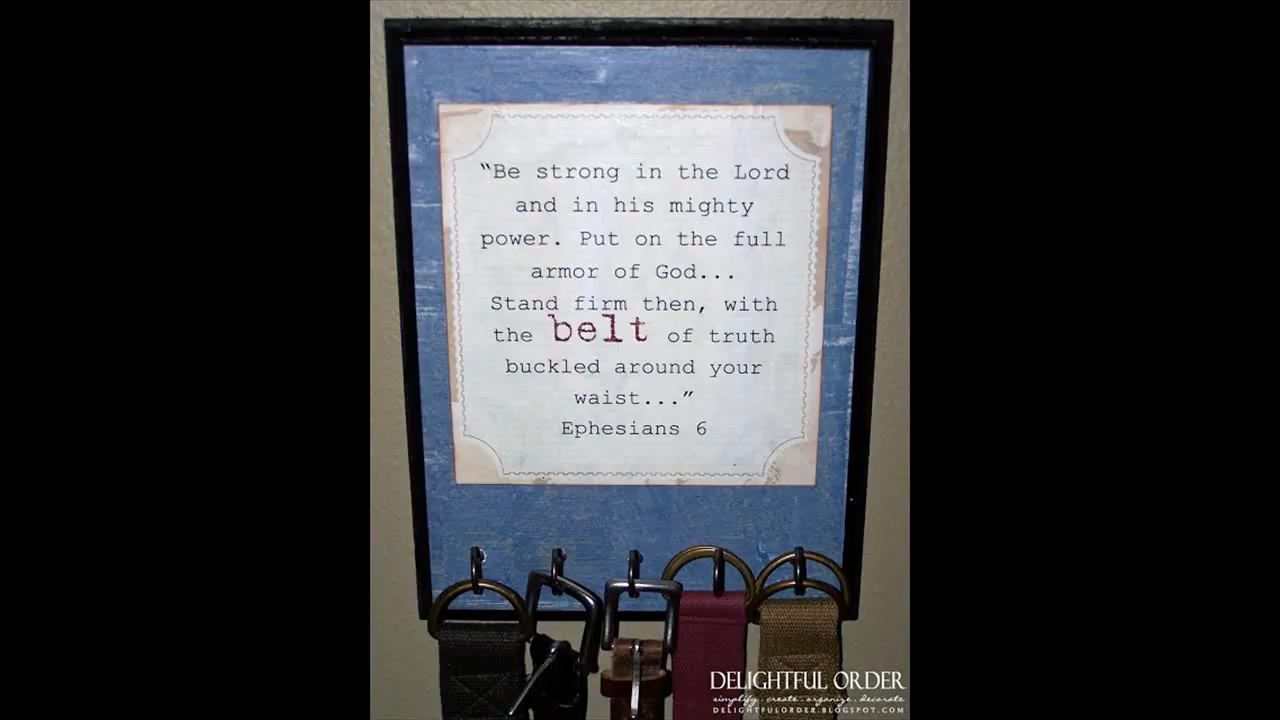 “Be strong in the Lord
and in his mighty
power. Put on the full
armor of God...
Stand firm then, with
the belt of truth
buckled around your
waist...”
Ephesians 6
DELIGHTFUL ORDER
simplify . create . organize . decorate
DELIGHTFULORDER.BLOGSPOT.COM